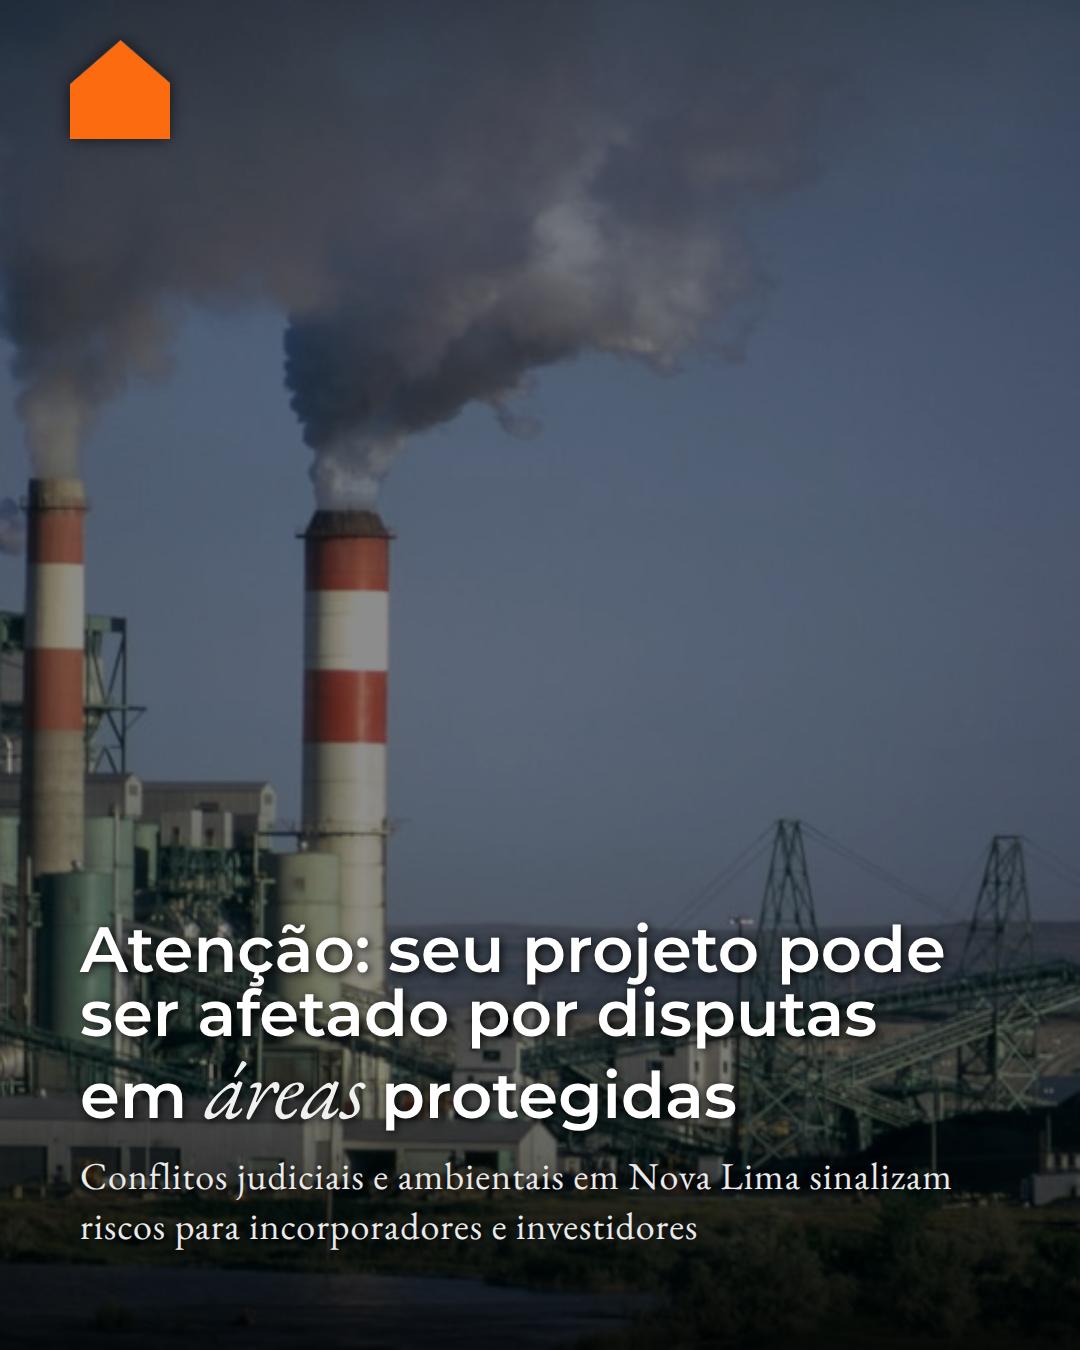 Atenção: seu projeto pode
ser afetado por disputas
em áreas protegidas
Conflitos judiciais e ambientais em Nova Lima sinalizam
riscos para incorporadores e investidores